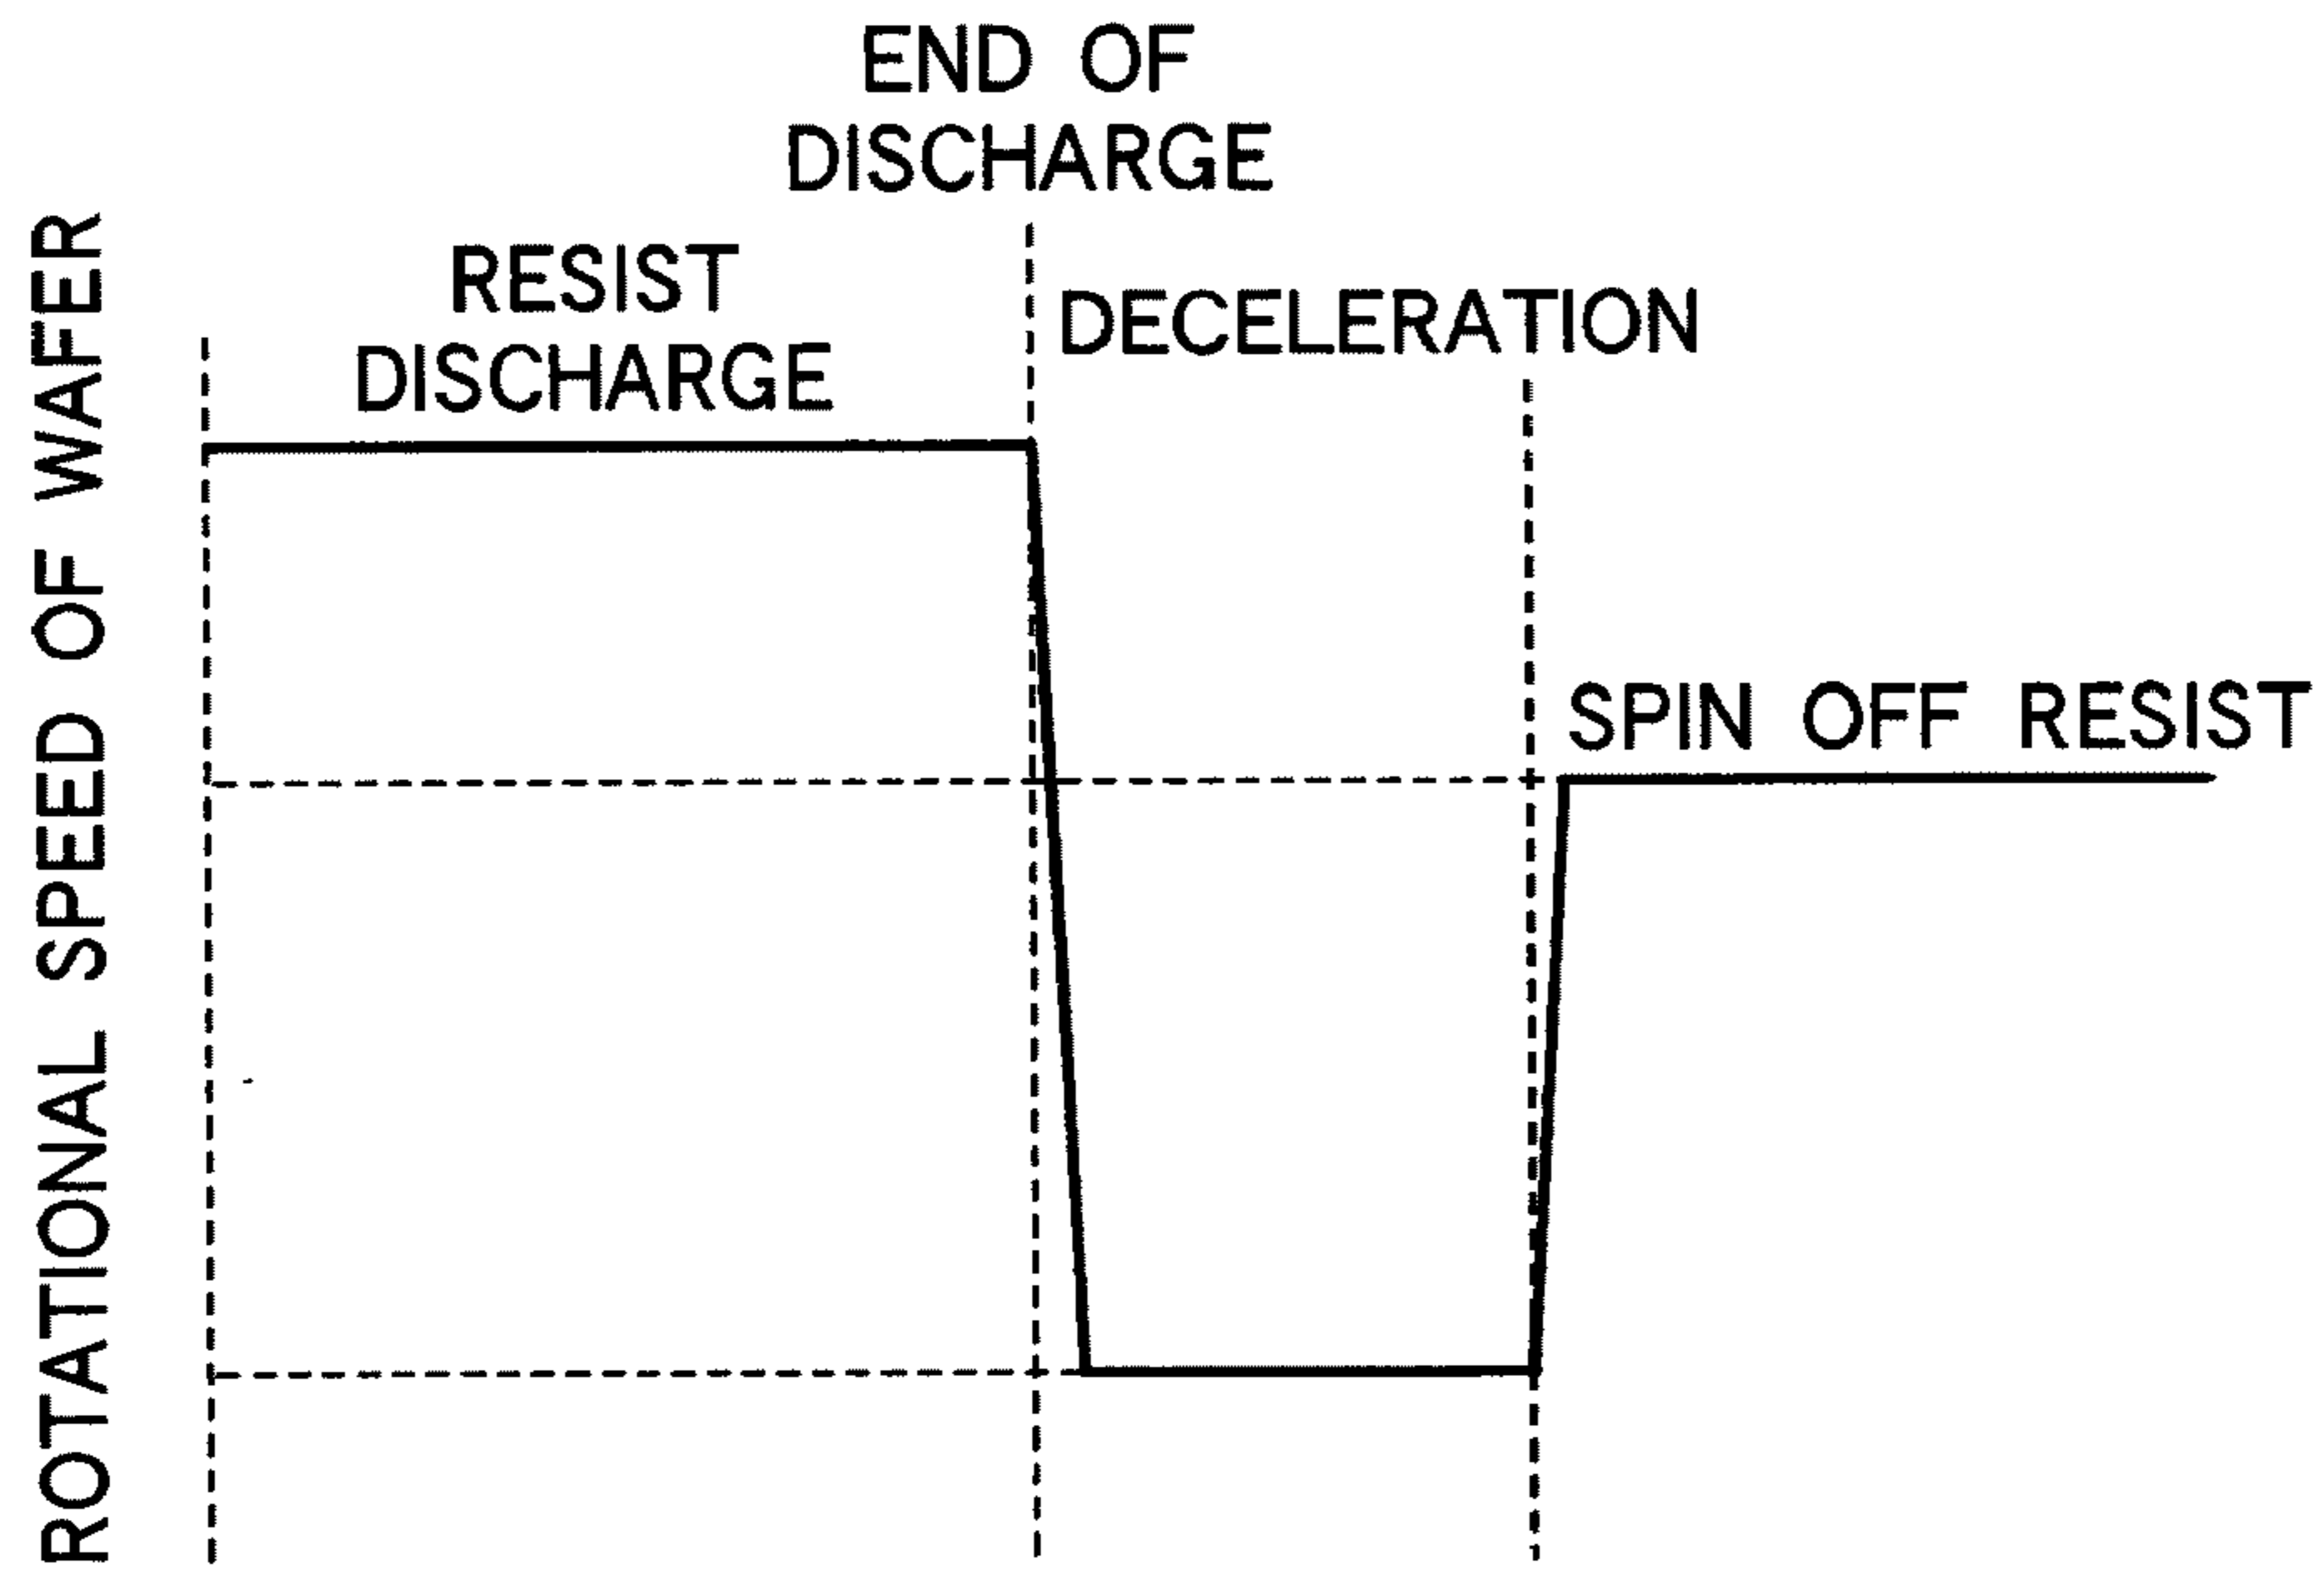 END OF
DISCHARGE
RESIST
DISCHARGE
DECELERATION
SPIN OFF RESIST
ROTATIONAL SPEED OF WAFER